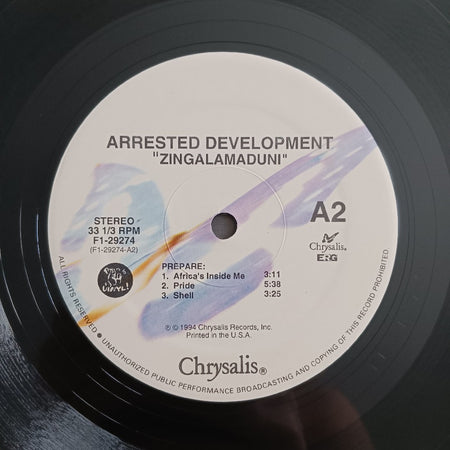 ARRESTED DEVELOPMENT
"ZINGALAMADUNI"
STEREO
33 1/3 RPM
F1-29274
(F1-29274-A2)
A2
Chrysalis®
ERG
VINYL!
PREPARE:
1. Africa's Inside Me 3:11
2. Pride 5:38
3. Shell 3:25
℗ © 1994 Chrysalis Records, Inc.
Printed in the U.S.A.
Chrysalis®
ALL RIGHTS RESERVED • UNAUTHORIZED PUBLIC PERFORMANCE BROADCASTING AND COPYING OF THIS RECORD PROHIBITED